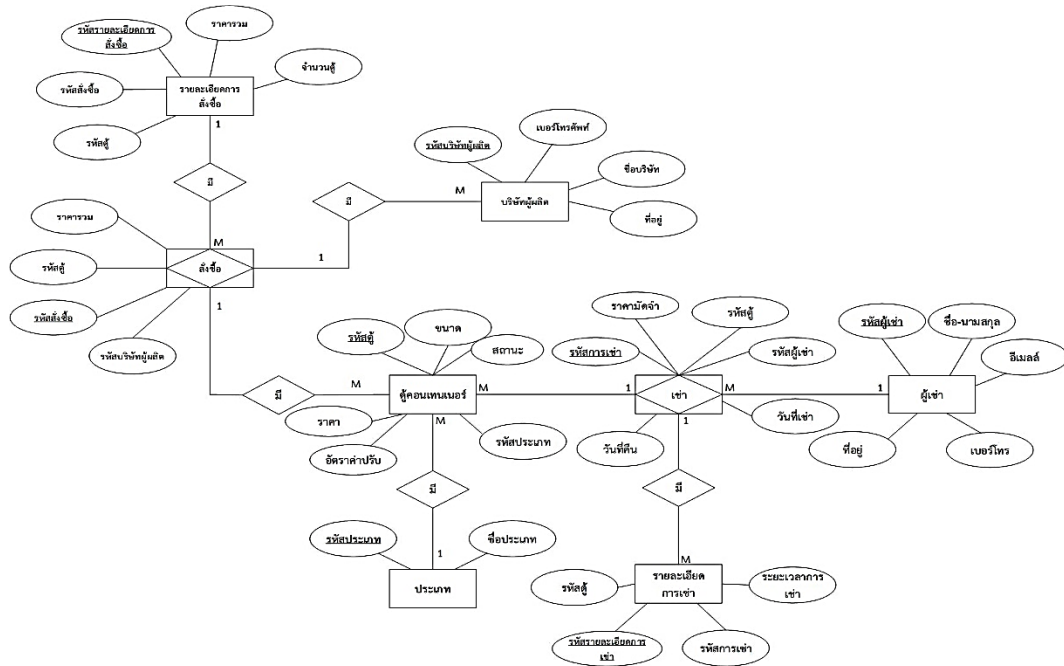 รหัสรายละเอียดการ
สั่งซื้อ
ราคารวม
จำนวนตู้
รหัสสั่งซื้อ
รายละเอียดการ
สั่งซื้อ
รหัสตู้
1
มี
M
รหัสบริษัทผู้ผลิต
เบอร์โทรศัพท์
ชื่อบริษัท
บริษัทผู้ผลิต
ที่อยู่
M
มี
1
ราคารวม
รหัสตู้
สั่งซื้อ
รหัสสั่งซื้อ
รหัสบริษัทผู้ผลิต
1
มี
M
รหัสตู้
ขนาด
สถานะ
ตู้คอนเทนเนอร์
ราคา
อัตราค่าปรับ
รหัสประเภท
M
M
มี
1
รหัสประเภท
ชื่อประเภท
ประเภท
ราคามัดจำ
รหัสตู้
รหัสการเช่า
รหัสผู้เช่า
1
เช่า
M
วันที่คืน
วันที่เช่า
1
มี
M
รหัสตู้
รายละเอียด
การเช่า
ระยะเวลาการ
เช่า
รหัสรายละเอียดการ
เช่า
รหัสการเช่า
รหัสผู้เช่า
ชื่อ-นามสกุล
อีเมลล์
1
ผู้เช่า
ที่อยู่
เบอร์โทร